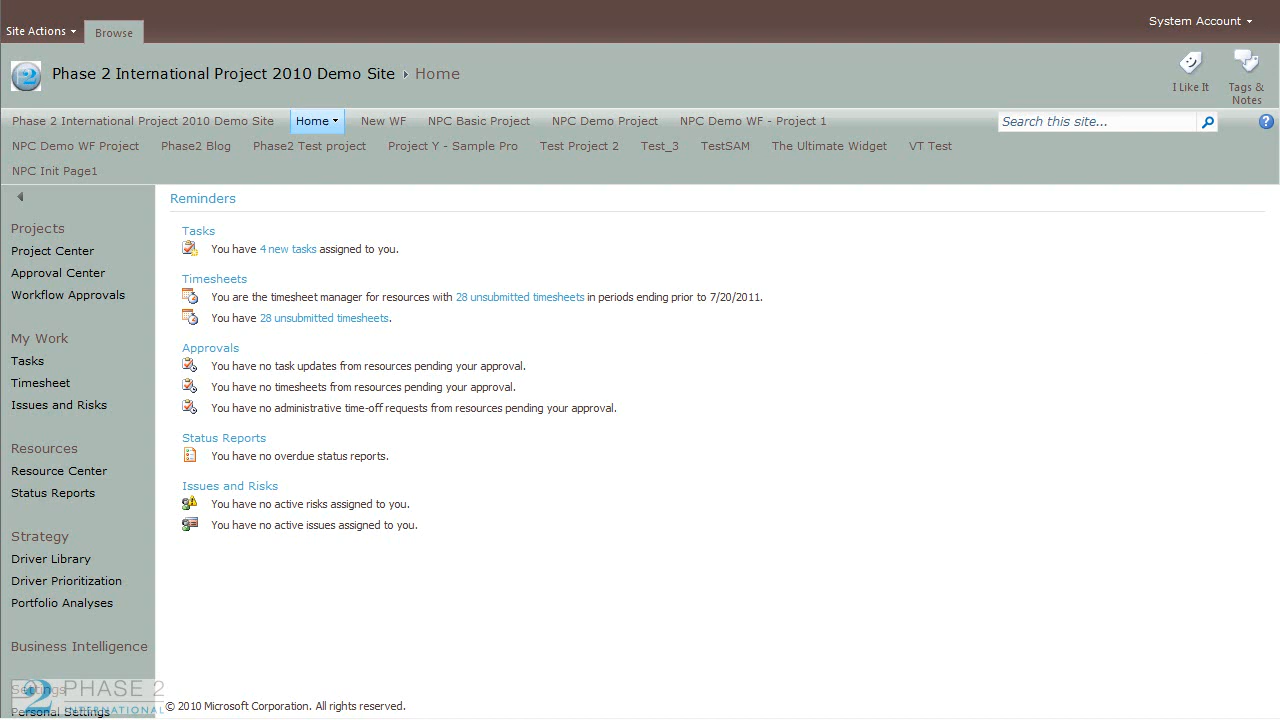 Site Actions
Browse
System Account
Phase 2 International Project 2010 Demo Site
Home
I Like It
Tags &
Notes
Phase 2 International Project 2010 Demo Site
Home
New WF
NPC Basic Project
NPC Demo Project
NPC Demo WF - Project 1
Search this site...
NPC Demo WF Project
Phase2 Blog
Phase2 Test project
Project Y - Sample Pro
Test Project 2
Test_3
TestSAM
The Ultimate Widget
VT Test
NPC Init Page1
Projects
Project Center
Approval Center
Workflow Approvals
My Work
Tasks
Timesheet
Issues and Risks
Resources
Resource Center
Status Reports
Strategy
Driver Library
Driver Prioritization
Portfolio Analyses
Business Intelligence
Settings
Personal Settings
2 PHASE 2
INTERNATIONAL
Reminders
Tasks
You have 4 new tasks assigned to you.
Timesheets
You are the timesheet manager for resources with 28 unsubmitted timesheets in periods ending prior to 7/20/2011.
You have 28 unsubmitted timesheets.
Approvals
You have no task updates from resources pending your approval.
You have no timesheets from resources pending your approval.
You have no administrative time-off requests from resources pending your approval.
Status Reports
You have no overdue status reports.
Issues and Risks
You have no active risks assigned to you.
You have no active issues assigned to you.
© 2010 Microsoft Corporation. All rights reserved.